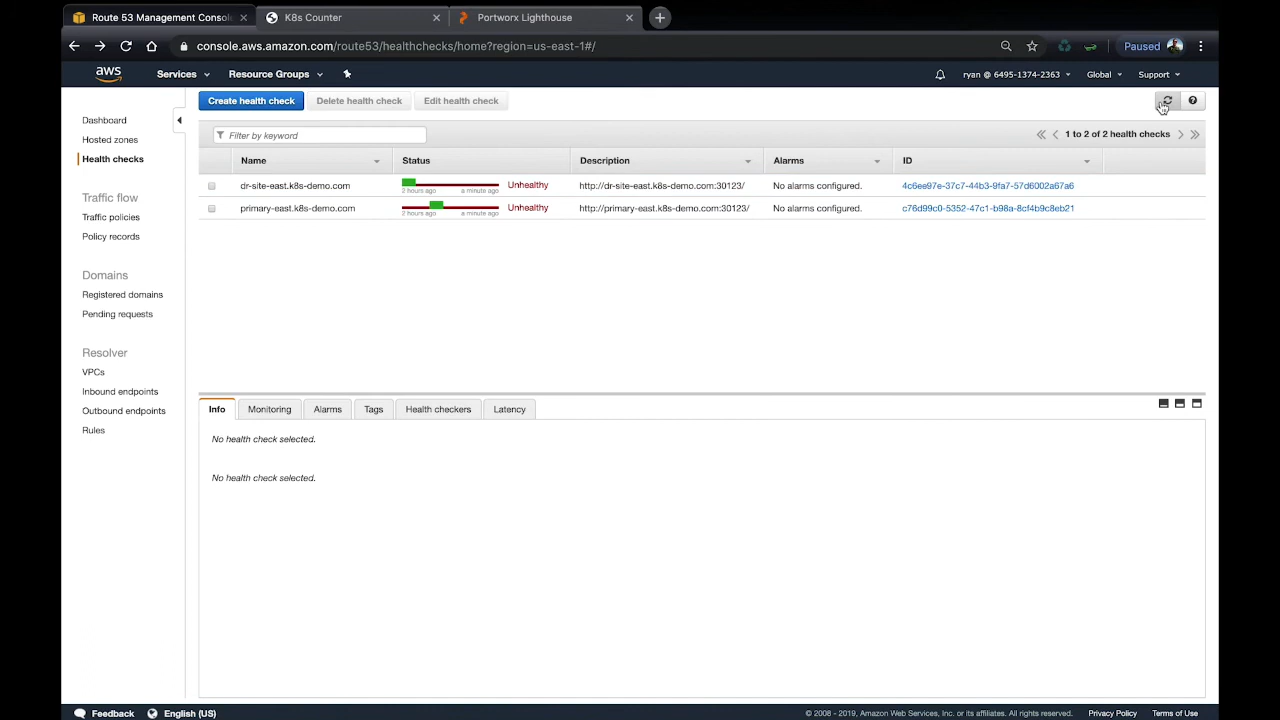 Route 53 Management Consol
K8s Counter
Portworx Lighthouse
console.aws.amazon.com/route53/healthchecks/home?region=us-east-1#/
Paused
aws
Services
Resource Groups
ryan @ 6495-1374-2363
Global
Support
Dashboard
Hosted zones
Health checks
Traffic flow
Traffic policies
Policy records
Domains
Registered domains
Pending requests
Resolver
VPCs
Inbound endpoints
Outbound endpoints
Rules
Create health check
Delete health check
Edit health check
Filter by keyword
1 to 2 of 2 health checks
Name Status Description Alarms ID
dr-site-east.k8s-demo.com 2 hours ago a minute ago Unhealthy http://dr-site-east.k8s-demo.com:30123/ No alarms configured. 4c6ee97e-37c7-44b3-9fa7-57d6002a67a6
primary-east.k8s-demo.com 2 hours ago a minute ago Unhealthy http://primary-east.k8s-demo.com:30123/ No alarms configured. c76d99c0-5352-47c1-b98a-8cf4b9c8eb21
Info Monitoring Alarms Tags Health checkers Latency
No health check selected.
No health check selected.
Feedback
English (US)
© 2008 - 2019, Amazon Web Services, Inc. or its affiliates. All rights reserved.
Privacy Policy
Terms of Use